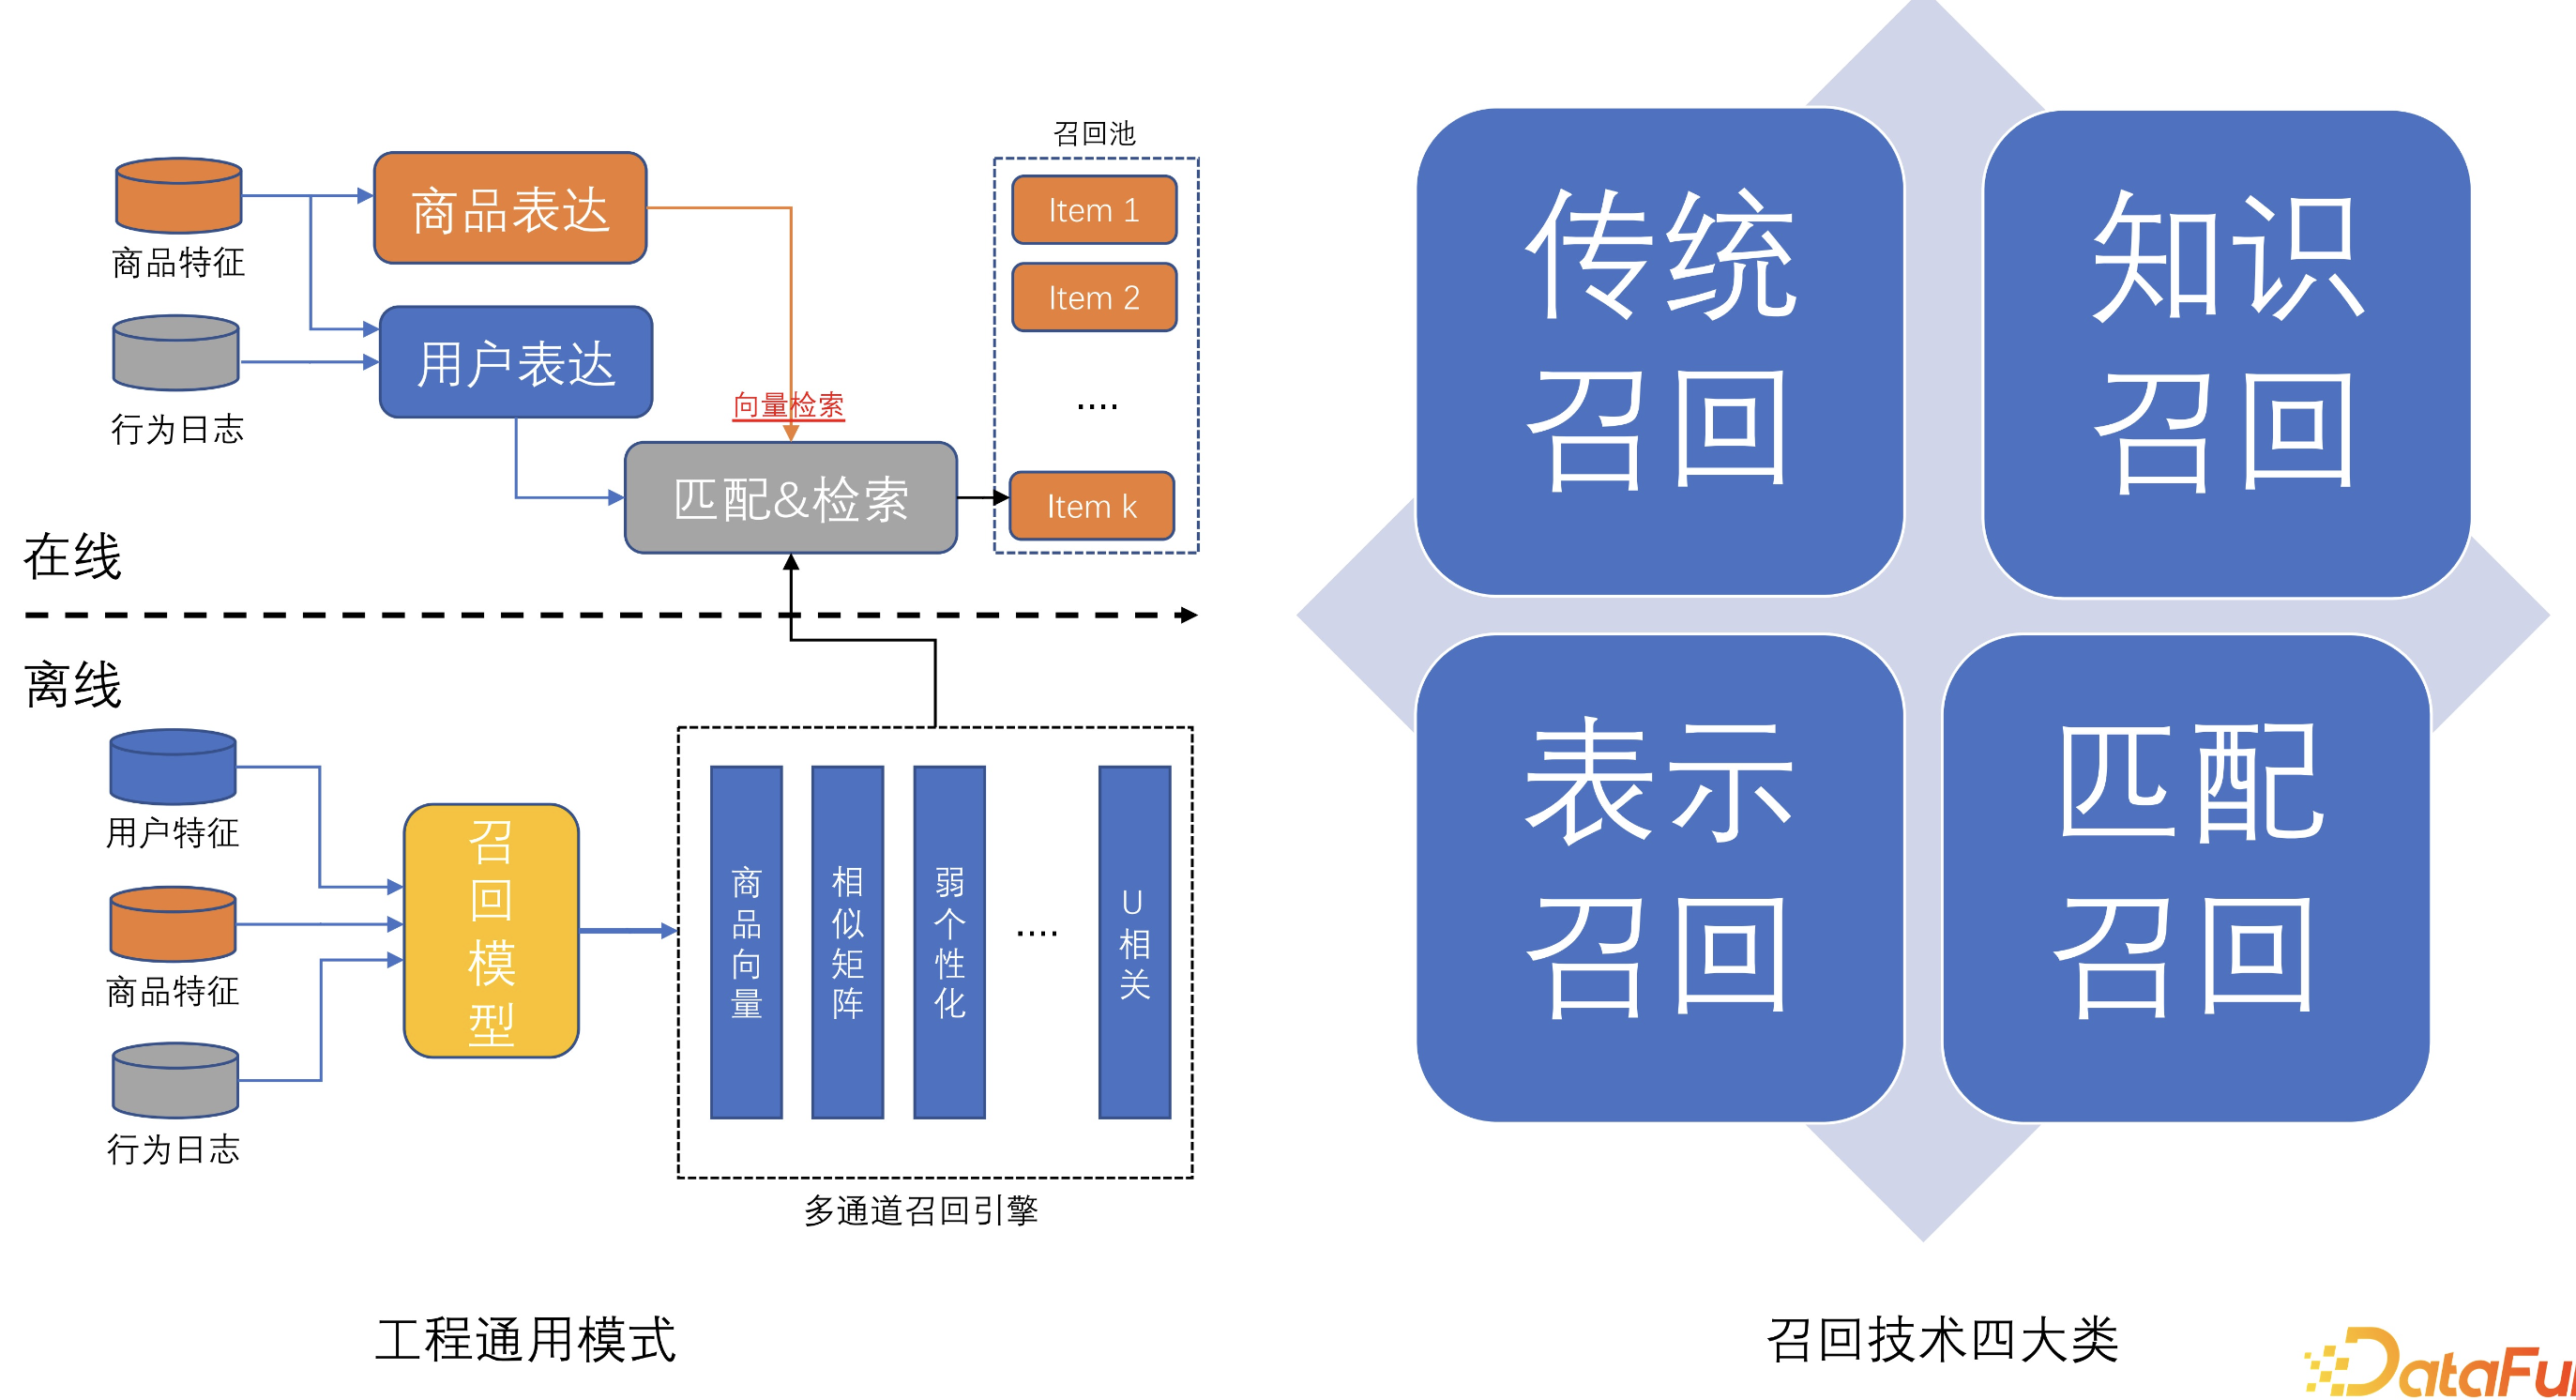 召回池
商品特征
商品表达
Item 1
Item 2
....
Item k
行为日志
用户表达
向量检索
匹配&检索
在线
离线
用户特征
商品特征
行为日志
召回模型
商品向量
相似矩阵
弱个性化
....
U相关
多通道召回引擎
工程通用模式
传统
召回
知识
召回
表示
召回
匹配
召回
召回技术四大类
DataFu